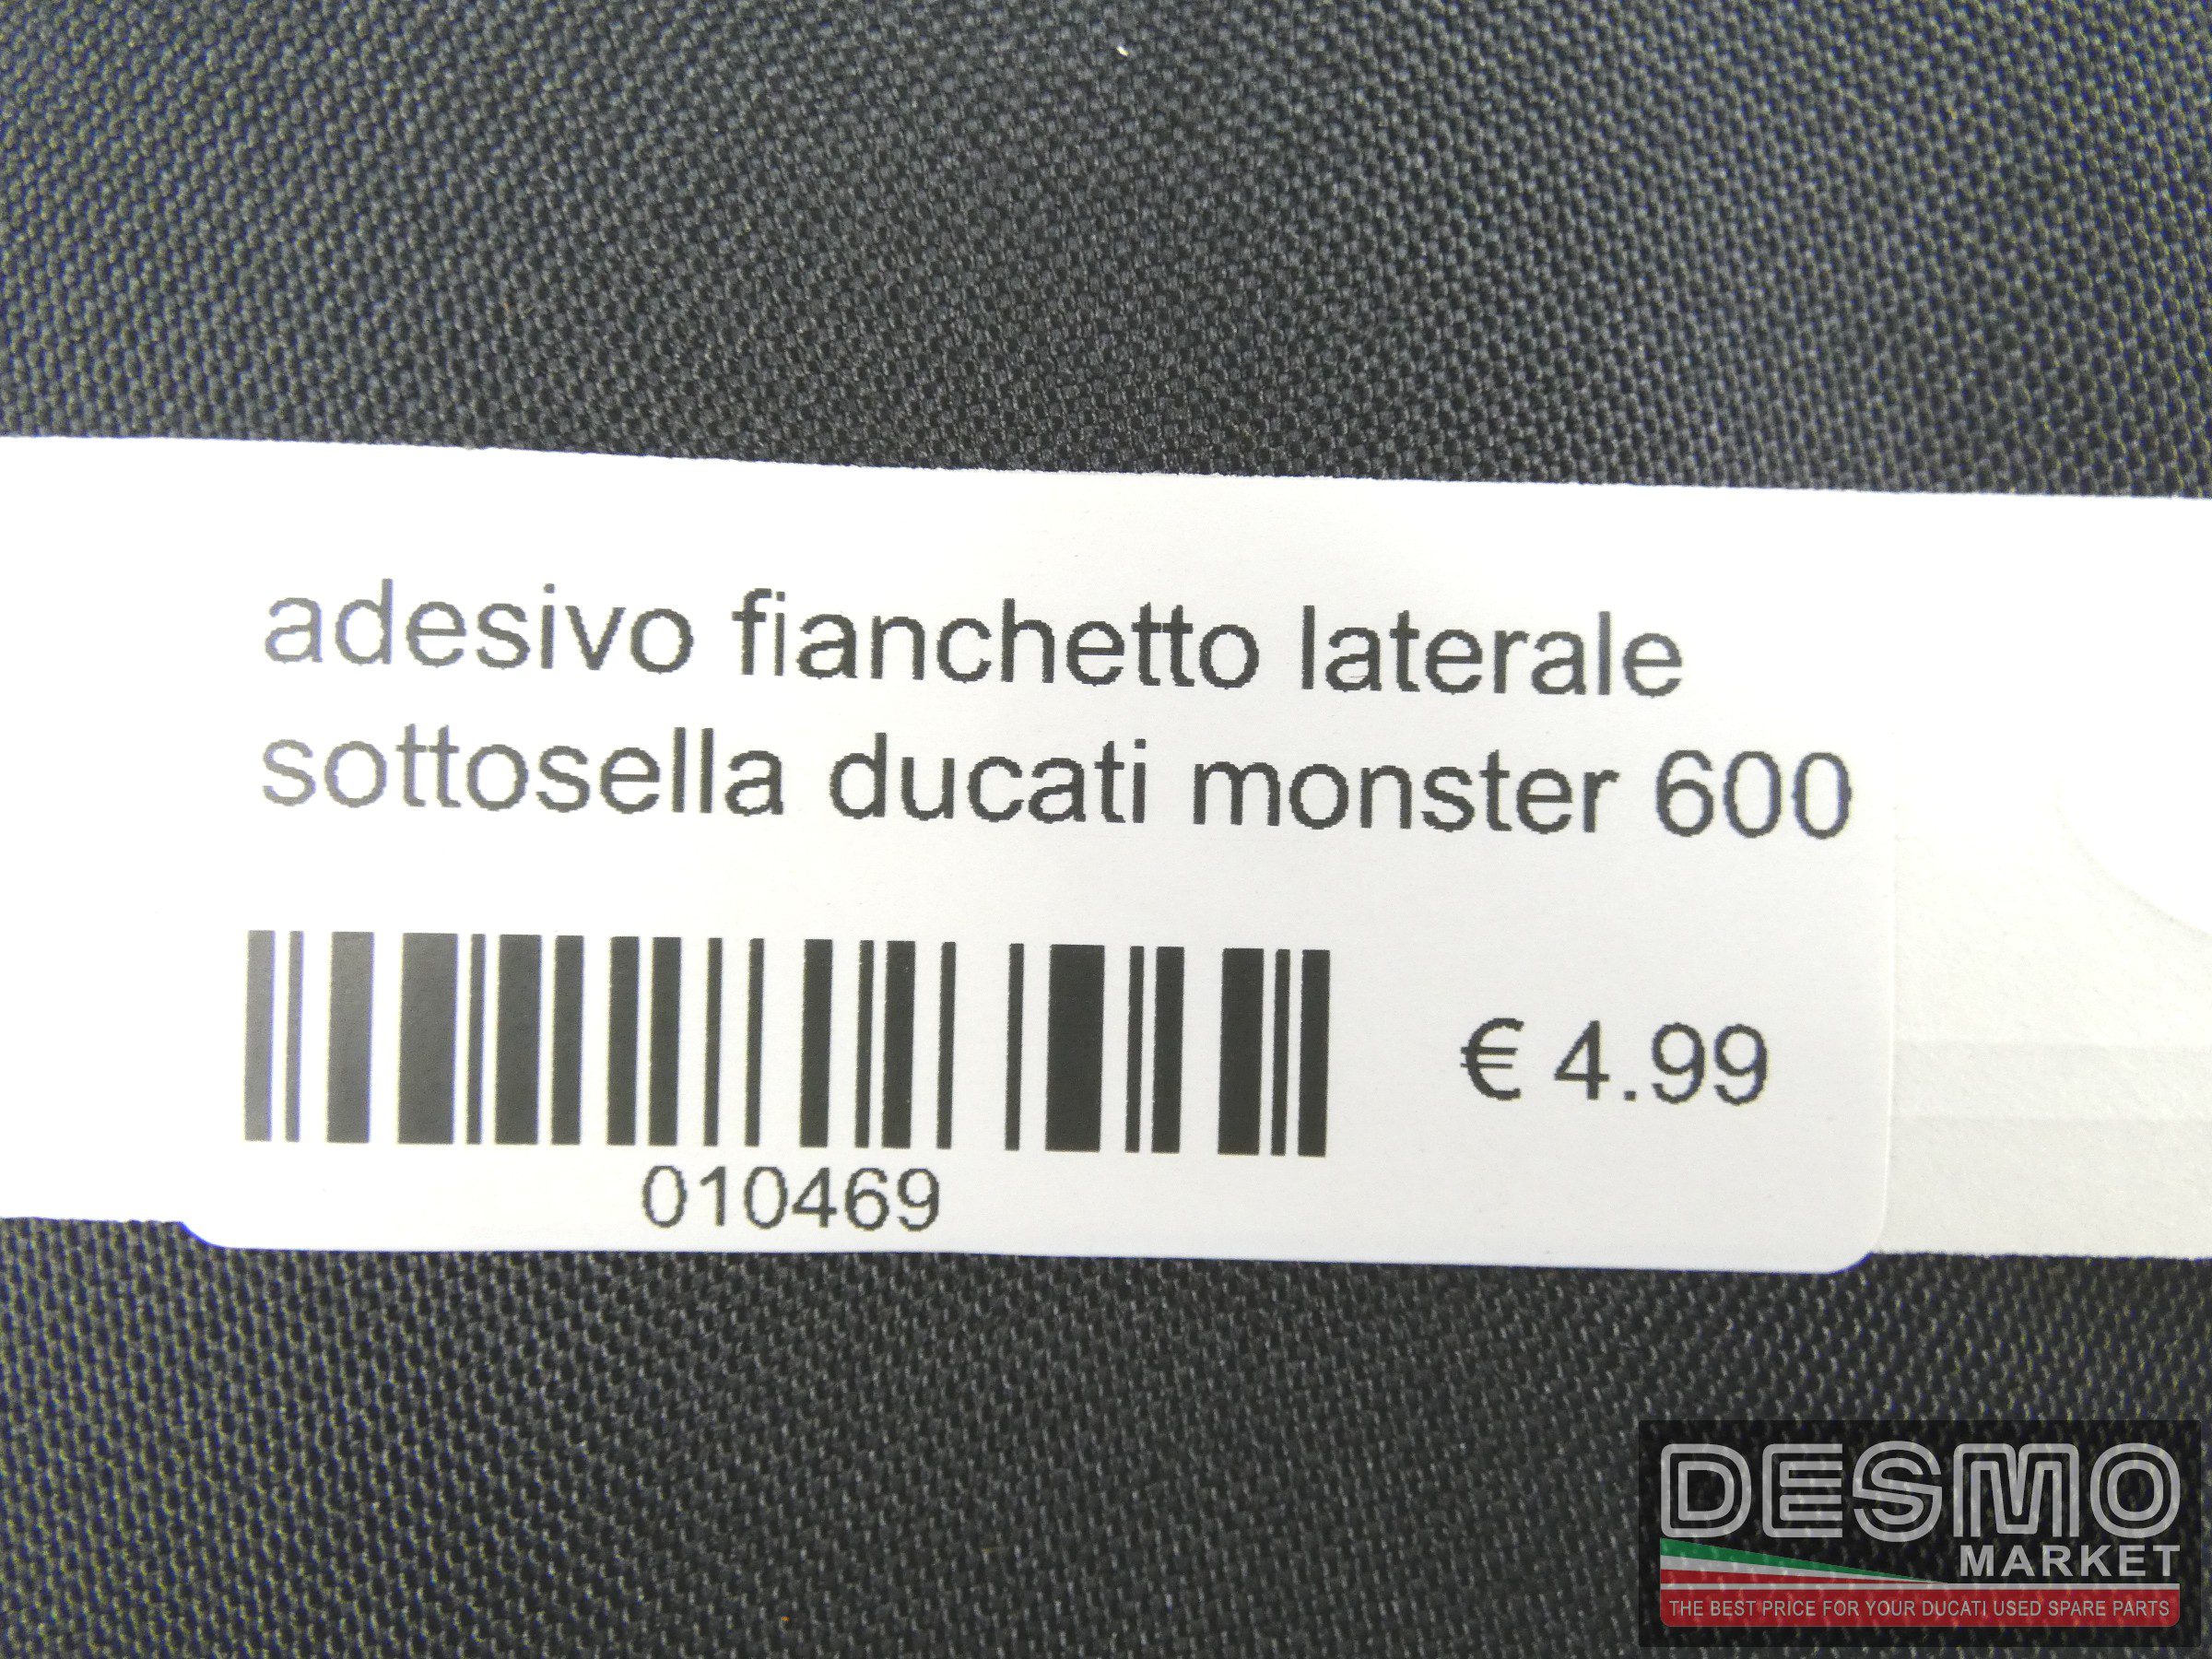 adesivo fianchetto laterale
sottosella ducati monster 600
€ 4.99
010469
DESMO
MARKET
THE BEST PRICE FOR YOUR DUCATI USED SPARE PARTS